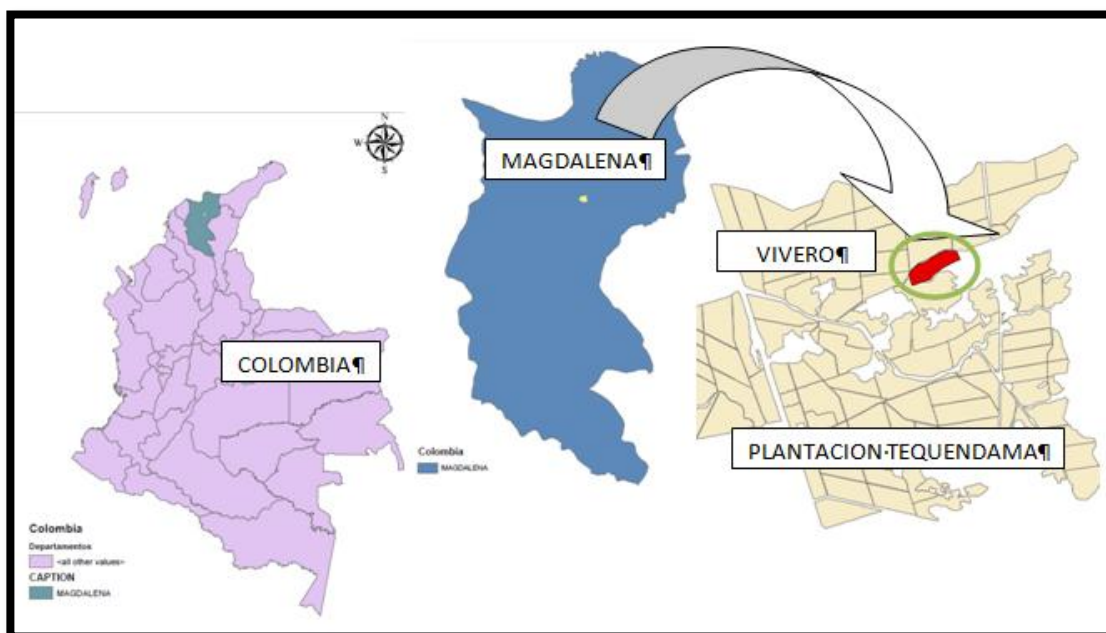 N
W
S
MAGDALENA¶
VIVERO¶
COLOMBIA¶
PLANTACION·TEQUENDAMA¶
Colombia
MAGDALENA
Colombia
Departamentos
<all other values>
CAPTION
MAGDALENA